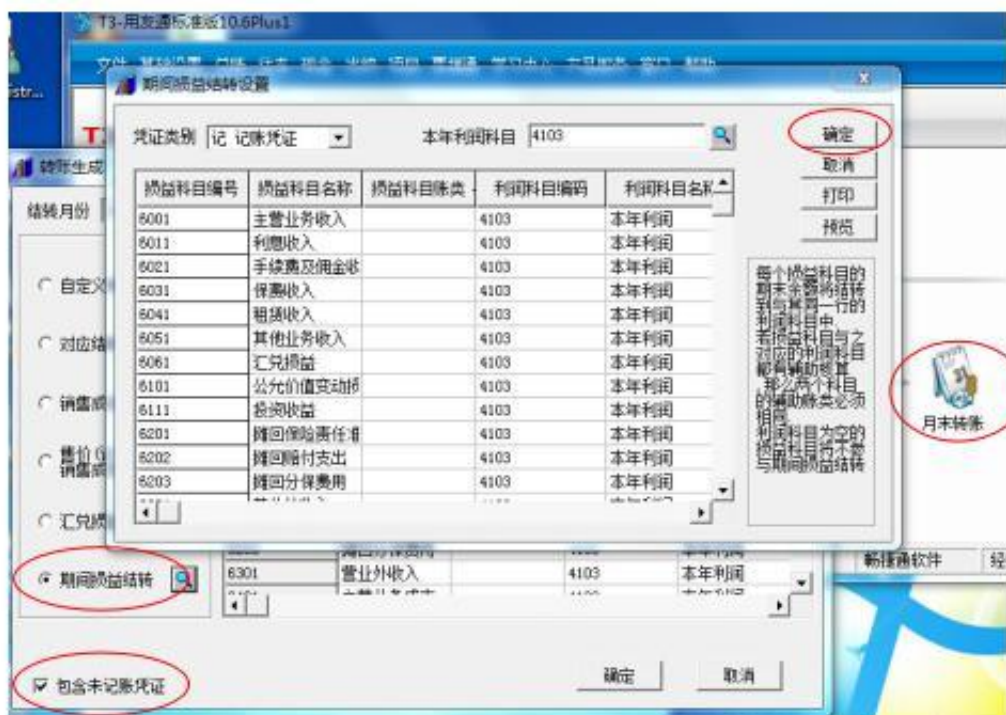 T3-用友通标准版10.6Plus1
期间损益结转设置
凭证类别 记 记账凭证 本年利润科目 4103 确定
取消
打印
预览
损益科目编号 损益科目名称 损益科目账类 利润科目编码 利润科目名称
6001 主营业务收入 4103 本年利润
6011 利息收入 4103 本年利润
6021 手续费及佣金收 4103 本年利润
6031 保费收入 4103 本年利润
6041 租赁收入 4103 本年利润
6051 其他业务收入 4103 本年利润
6061 汇兑损益 4103 本年利润
6101 公允价值变动损 4103 本年利润
6111 投资收益 4103 本年利润
6201 摊回保险责任准 4103 本年利润
6202 摊回赔付支出 4103 本年利润
6203 摊回分保费用 4103 本年利润
每个损益科目的
期末余额将结转
到与其同一行的
利润科目中
若损益科目与之
对应的利润科目
都有辅助核算
,那么两个科目
的辅助账类必须
相同
利润科目为空的
损益科目将不参
与期间损益结转
转账生成
结转月份
自定义
对应结
销售成
售价(
销售成
汇兑损
期间损益结转
6301 营业外收入 4103 本年利润
包含未记账凭证
确定 取消
月末转账
畅捷通软件 经